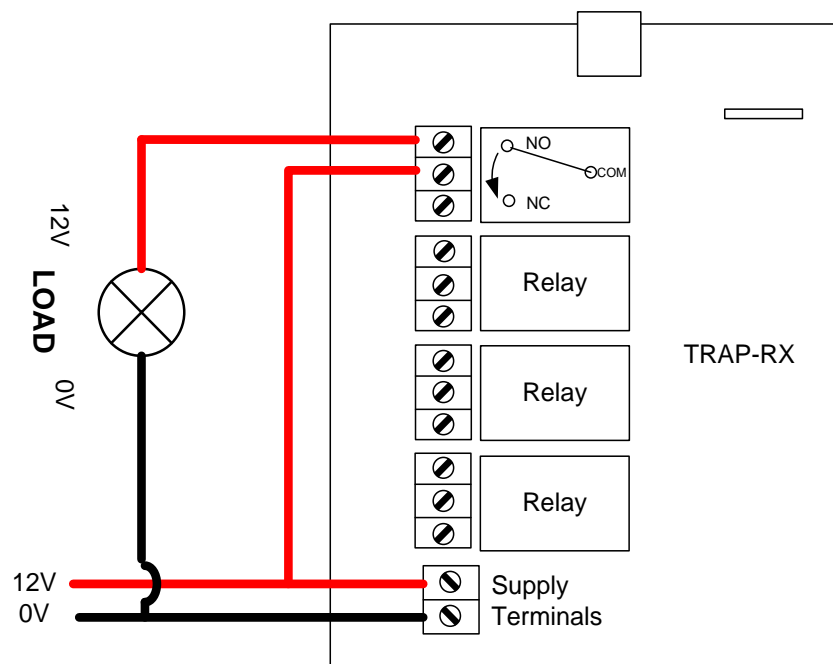 NO
COM
NC
12V
LOAD
0V
Relay
Relay
TRAP-RX
Relay
12V
0V
Supply
Terminals